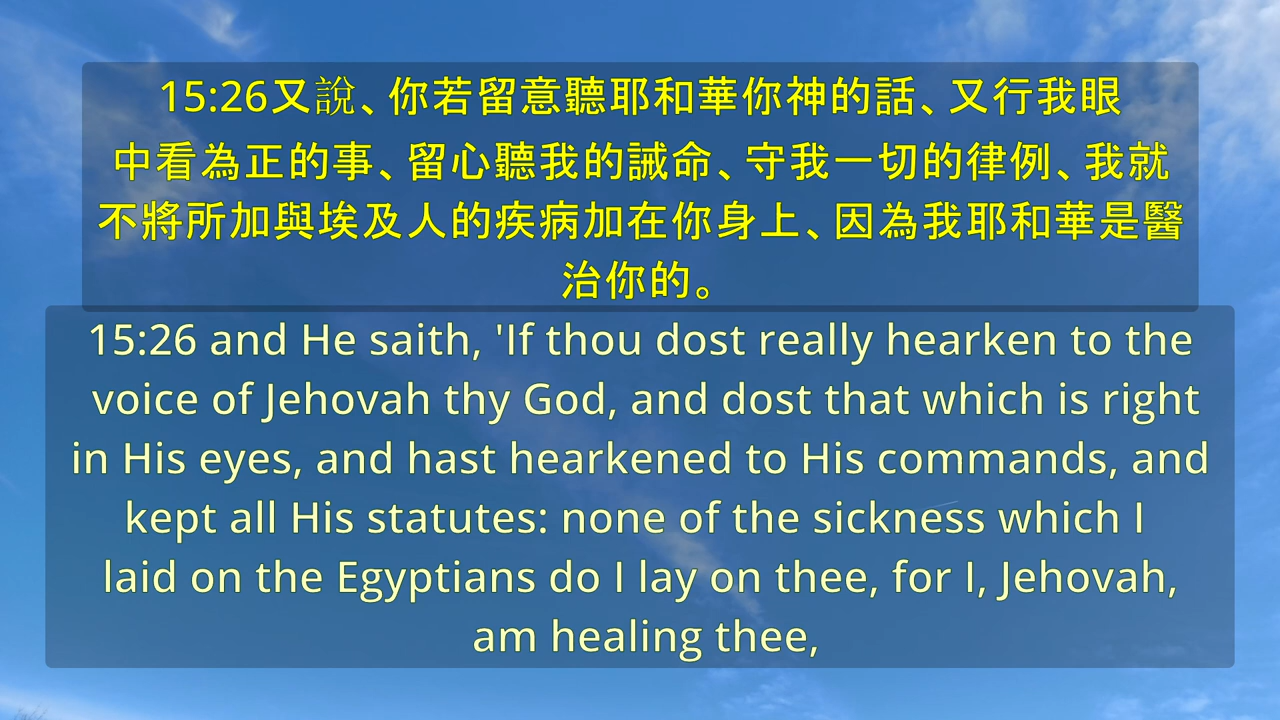 15:26又說、你若留意聽耶和華你神的話、又行我眼
中看為正的事、留心聽我的誡命、守我一切的律例、我就
不將所加與埃及人的疾病加在你身上、因為我耶和華是醫
治你的。
15:26 and He saith, 'If thou dost really hearken to the
voice of Jehovah thy God, and dost that which is right
in His eyes, and hast hearkened to His commands, and
kept all His statutes: none of the sickness which I
laid on the Egyptians do I lay on thee, for I, Jehovah,
am healing thee,